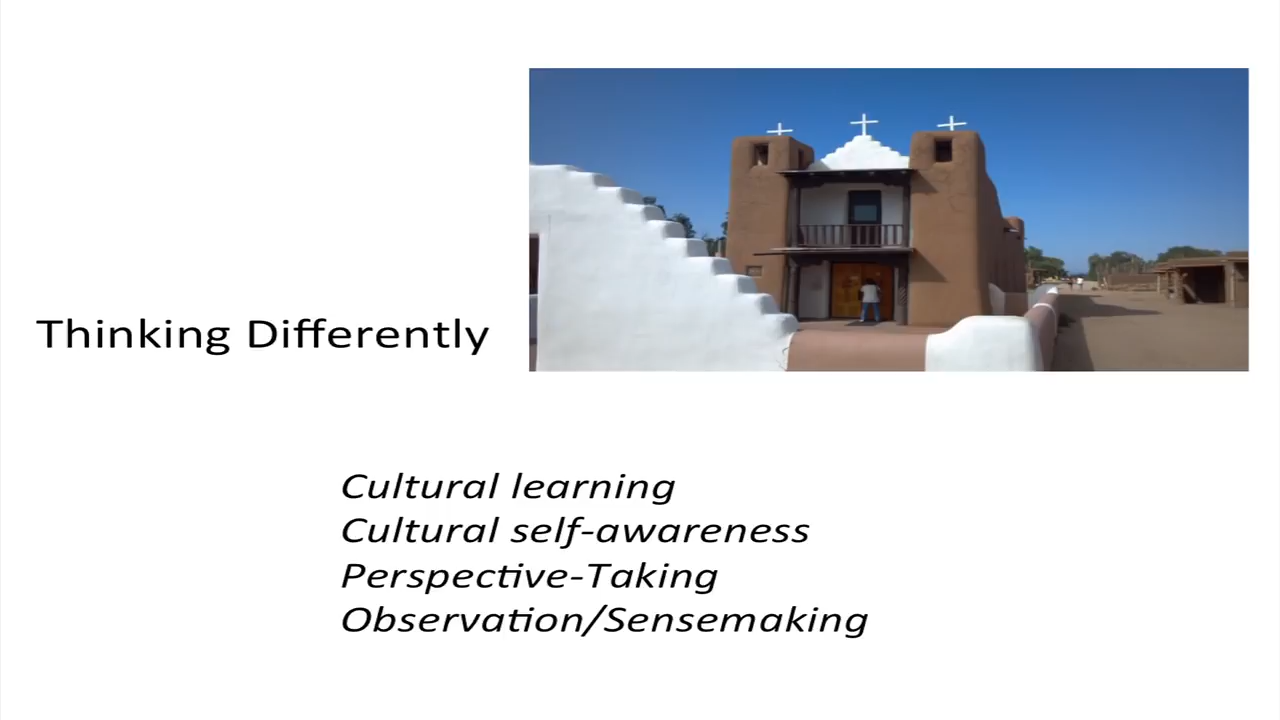 Thinking Differently
Cultural learning
Cultural self-awareness
Perspective-Taking
Observation/Sensemaking